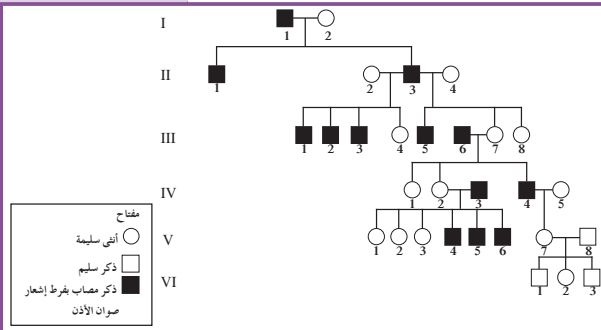 I
1 2
II
1 2 3 4
III
1 2 3 4 5 6 7 8
IV
1 2 3 4 5
V
1 2 3 4 5 6 7 8
VI
1 2 3
مفتاح
أنثى سليمة
ذكر سليم
ذكر مصاب بفرط إشعار
صوان الأذن